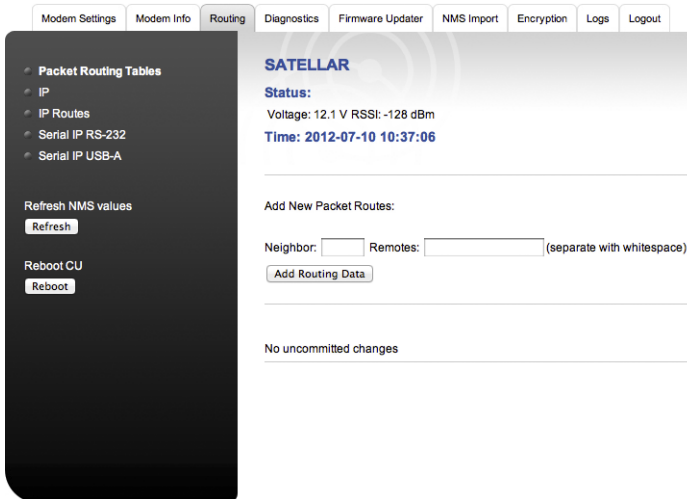 Modem Settings Modem Info Routing Diagnostics Firmware Updater NMS Import Encryption Logs Logout
Packet Routing Tables
IP
IP Routes
Serial IP RS-232
Serial IP USB-A
Refresh NMS values
Refresh
Reboot CU
Reboot
SATELLAR
Status:
Voltage: 12.1 V RSSI: -128 dBm
Time: 2012-07-10 10:37:06
Add New Packet Routes:
Neighbor: Remotes: (separate with whitespace)
Add Routing Data
No uncommitted changes